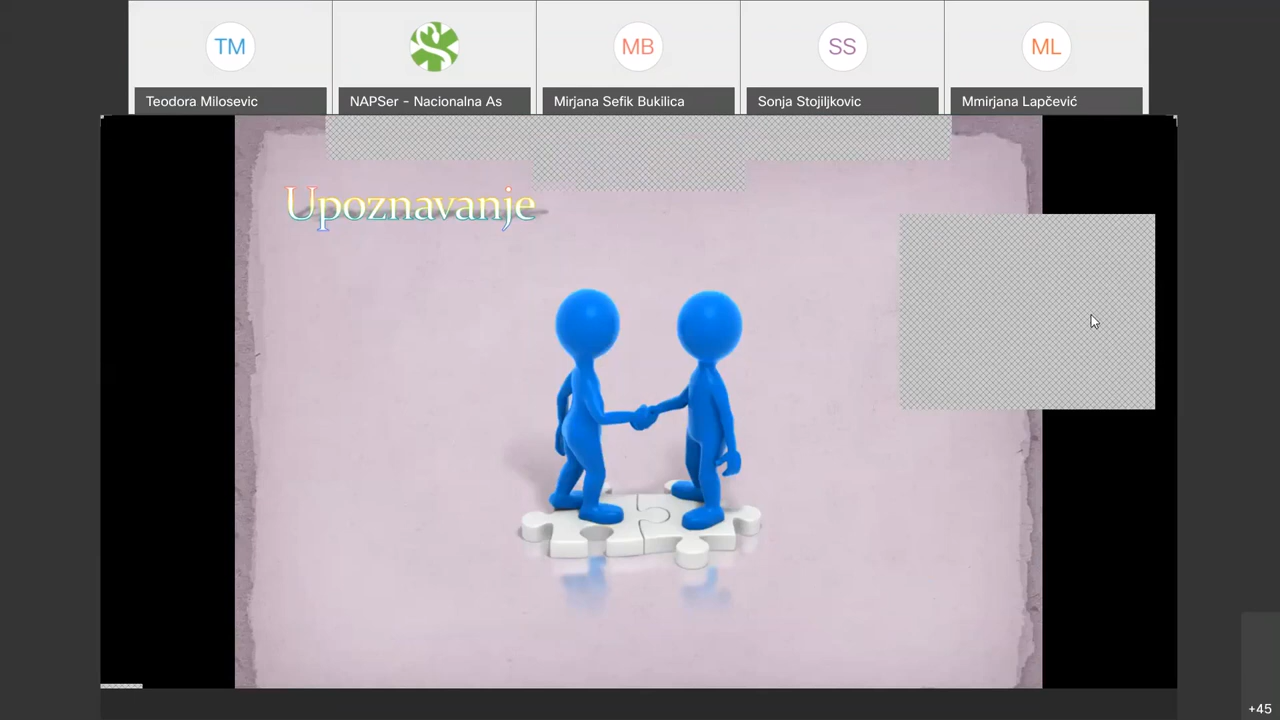 TM
MB
SS
ML
Teodora Milosevic
NAPSer - Nacionalna As
Mirjana Sefik Bukilica
Sonja Stojiljkovic
Mmirjana Lapčević
Upoznavanje
+45